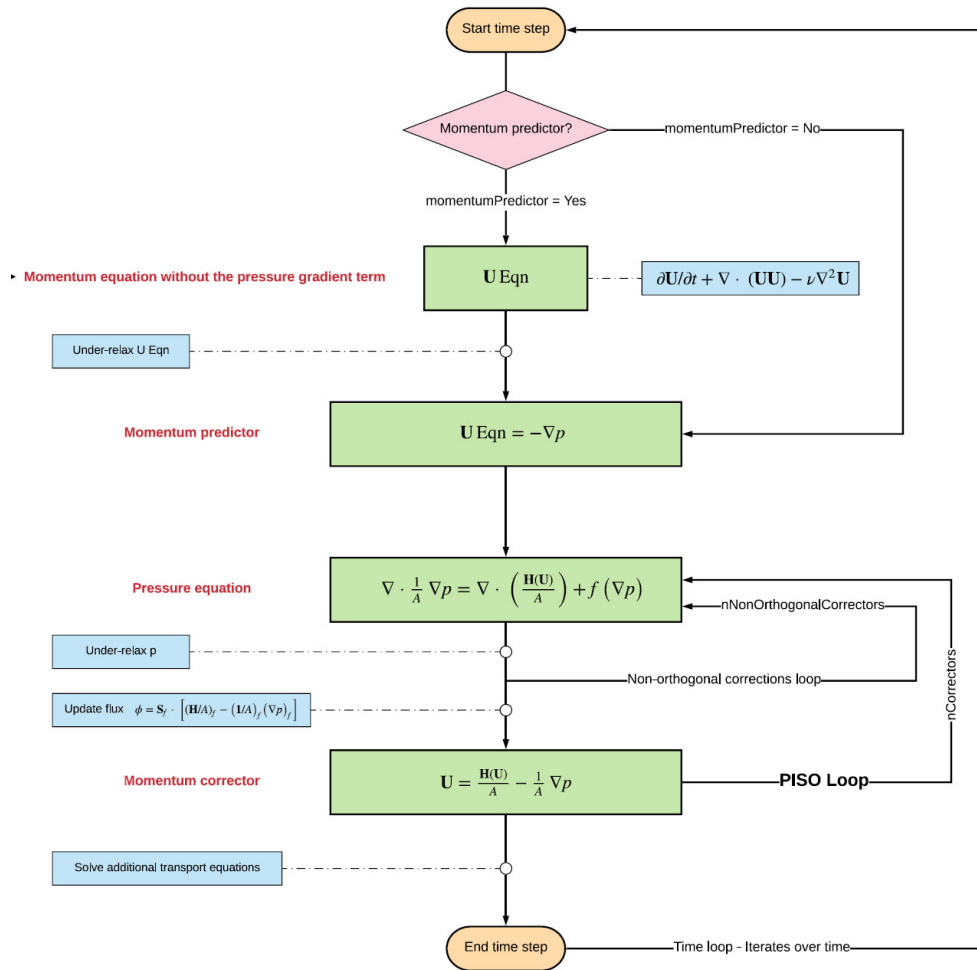 Start time step
Momentum predictor?
momentumPredictor = No
momentumPredictor = Yes
▸ Momentum equation without the pressure gradient term
U Eqn
∂U/∂t + ∇ · (UU) − ν∇²U
Under-relax U Eqn
Momentum predictor
U Eqn = −∇p
Pressure equation
∇ · 1/A ∇p = ∇ · (H(U)/A) + f (∇p)
nNonOrthogonalCorrectors
Under-relax p
Non-orthogonal corrections loop
nCorrectors
Update flux ϕ = S_f · [(H/A)_f − (1/A)_f (∇p)_f]
Momentum corrector
U = H(U)/A − 1/A ∇p
PISO Loop
Solve additional transport equations
End time step
Time loop - Iterates over time